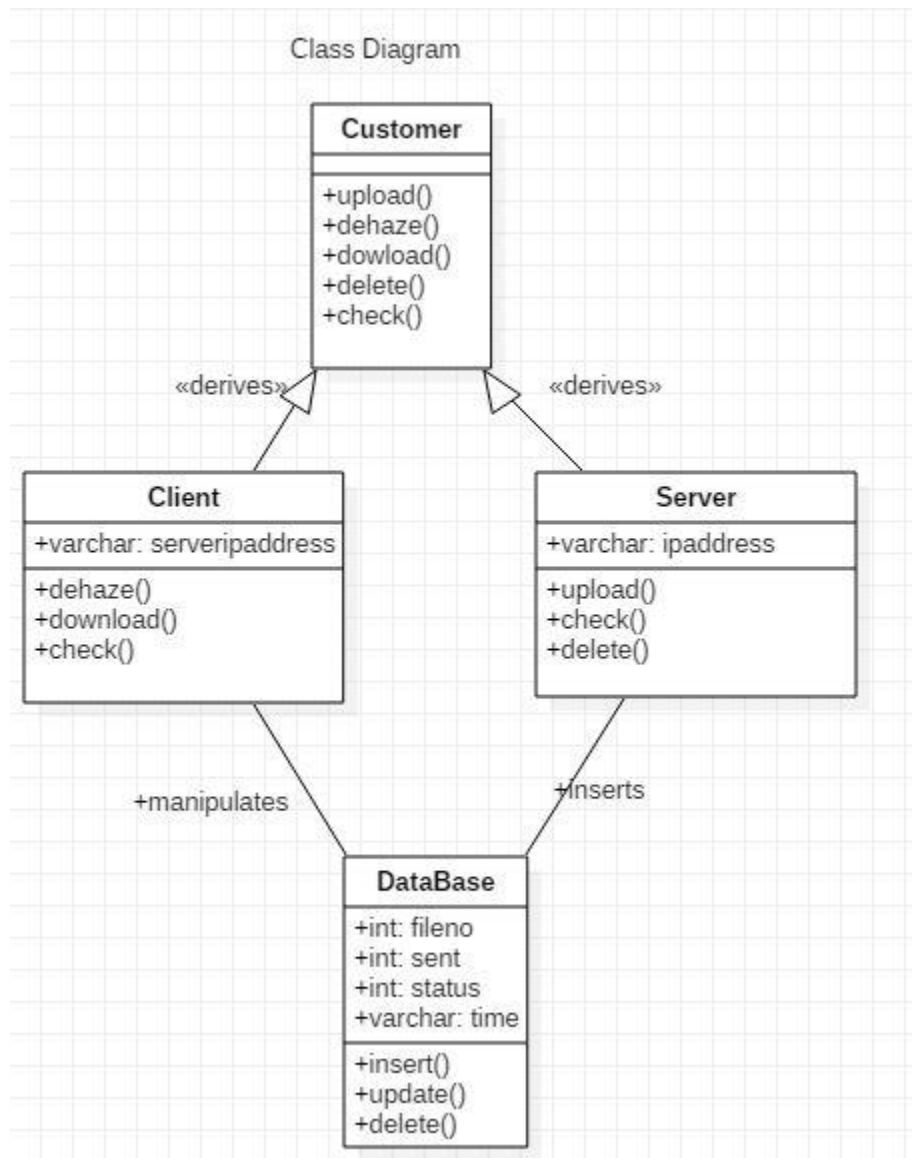 Class Diagram
Customer
+upload()
+dehaze()
+dowload()
+delete()
+check()
«derives»
«derives»
Client
+varchar: serveripaddress
+dehaze()
+download()
+check()
Server
+varchar: ipaddress
+upload()
+check()
+delete()
+manipulates
+inserts
DataBase
+int: fileno
+int: sent
+int: status
+varchar: time
+insert()
+update()
+delete()